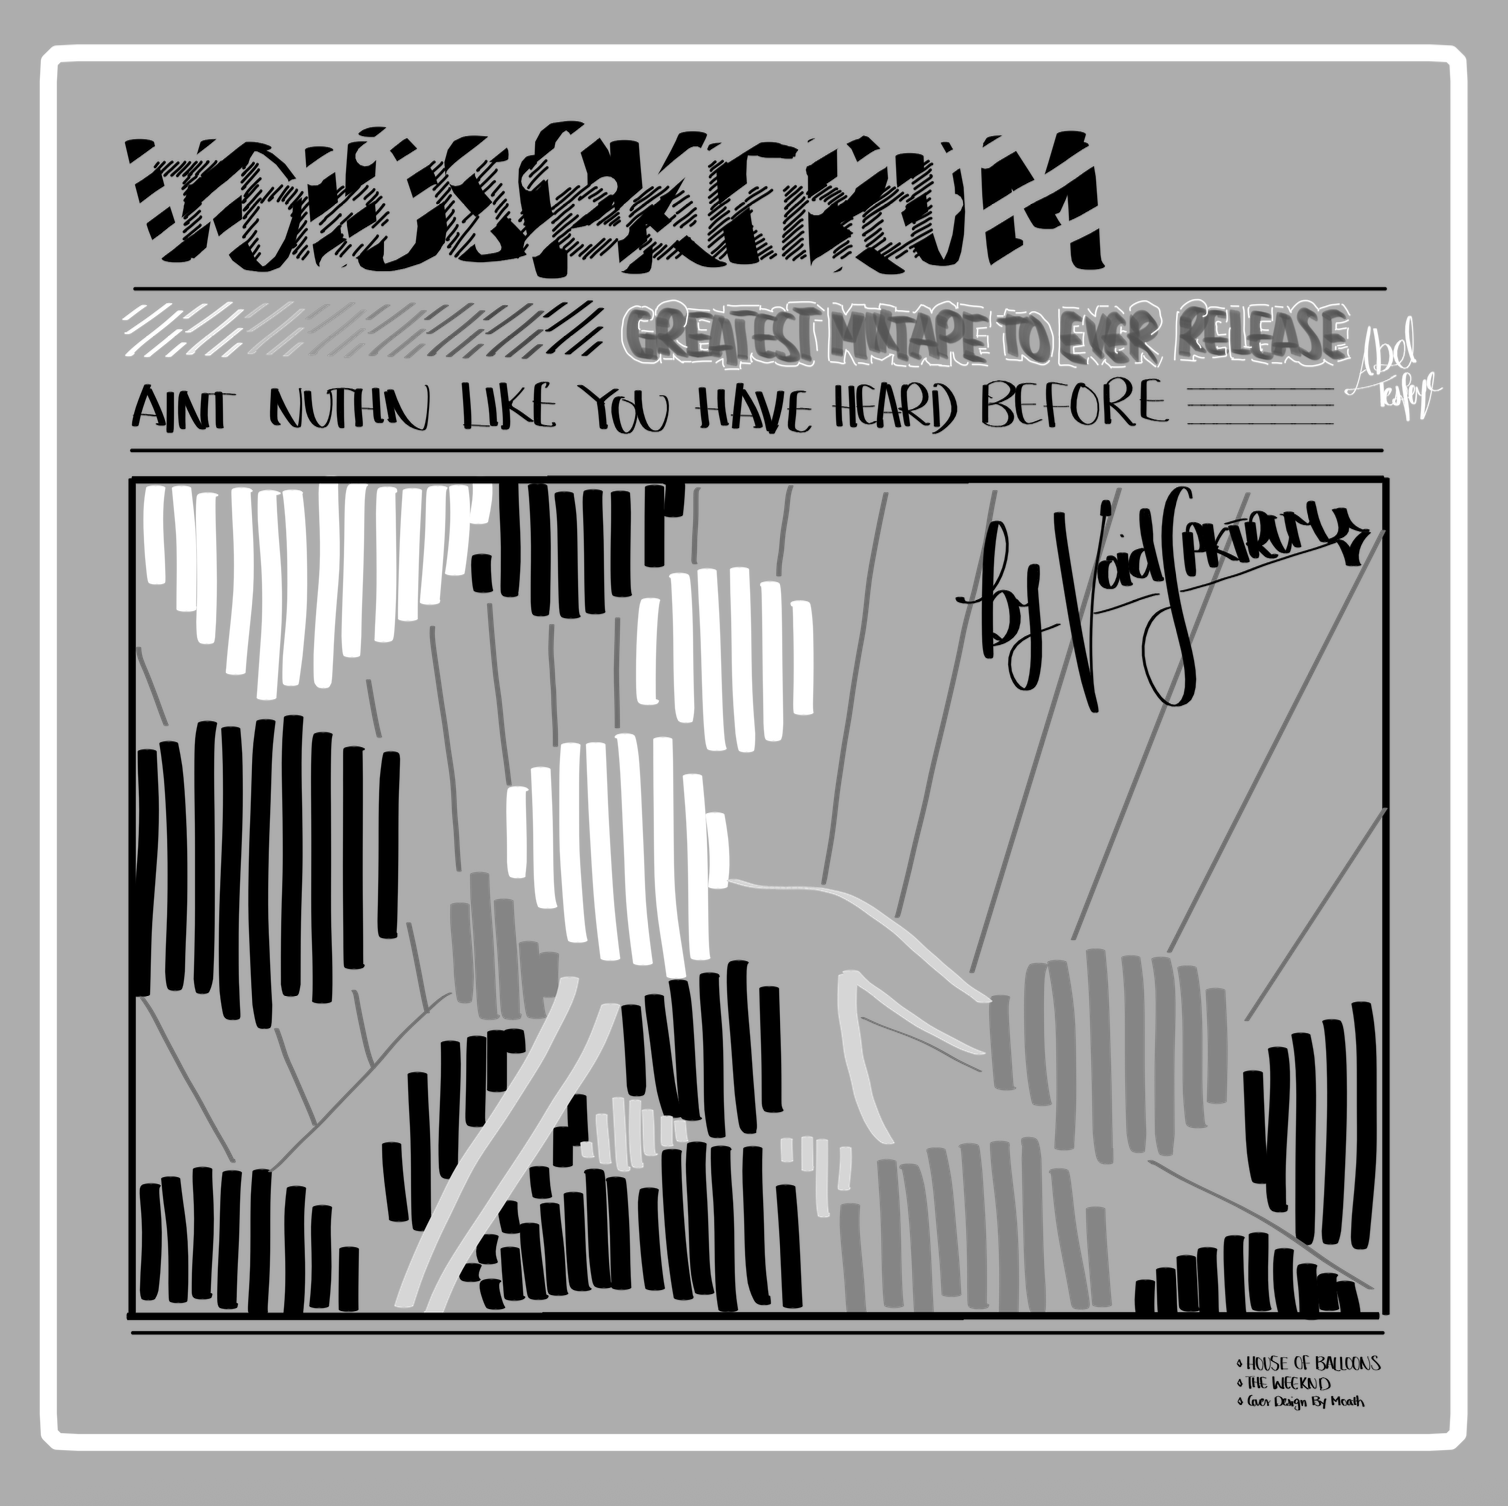 VOIDSPKTRUM
GREATEST MIXTAPE TO EVER RELEASE
Abel
Tesfaye
AINT NUTHN LIKE YOU HAVE HEARD BEFORE
by VoidSPKTRUM
HOUSE OF BALLOONS
THE WEEKND
Cover Design By Moath